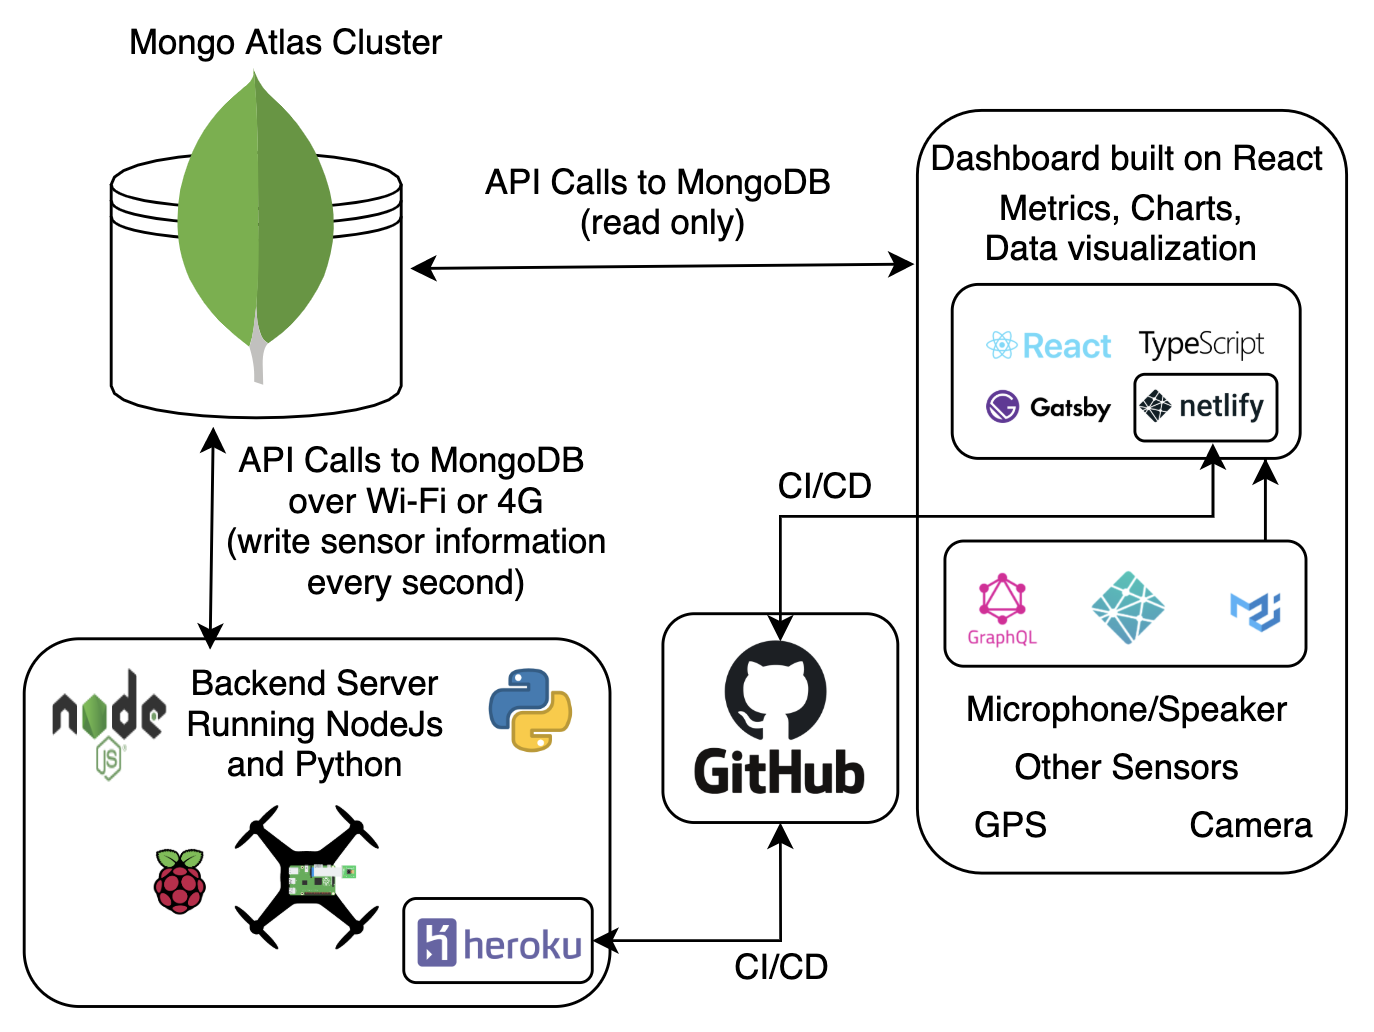 Mongo Atlas Cluster
API Calls to MongoDB
(read only)
Dashboard built on React
Metrics, Charts,
Data visualization
React
TypeScript
Gatsby
netlify
API Calls to MongoDB
over Wi-Fi or 4G
(write sensor information
every second)
CI/CD
GraphQL
Microphone/Speaker
Other Sensors
GPS
Camera
node
JS
Backend Server
Running NodeJs
and Python
GitHub
heroku
CI/CD